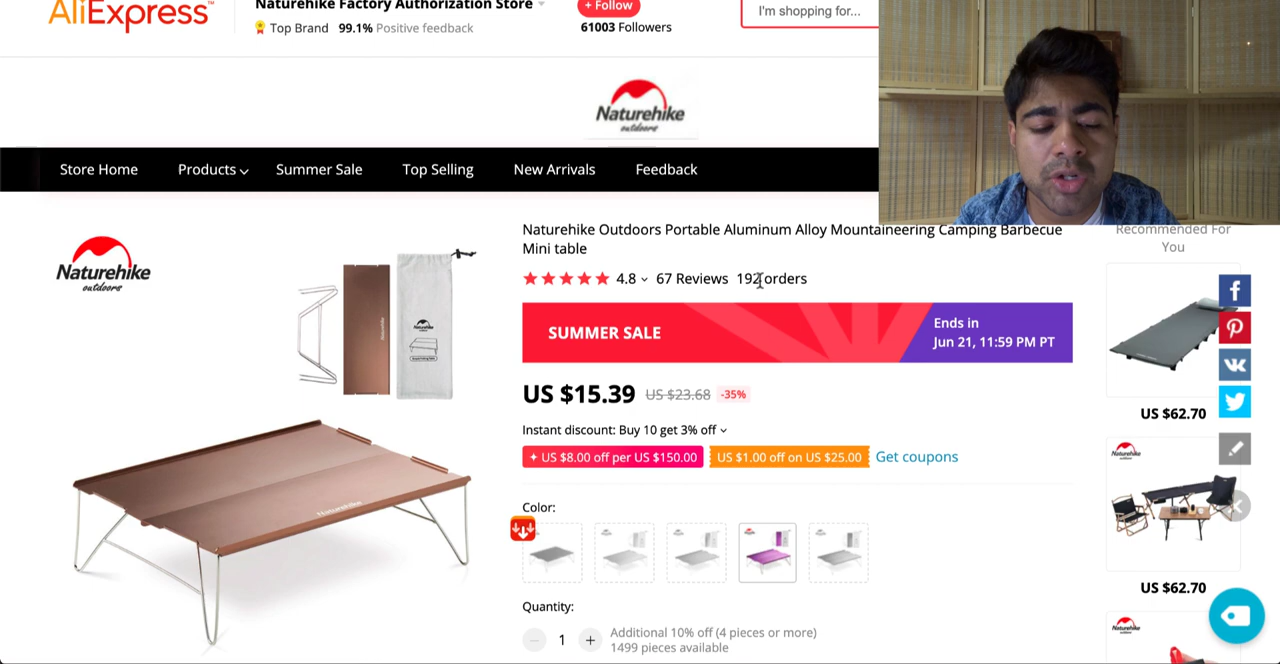 AliExpress™
Naturehike Factory Authorization Store
Top Brand 99.1% Positive feedback
+ Follow
61003 Followers
I'm shopping for...
Naturehike
outdoors
Store Home Products Summer Sale Top Selling New Arrivals Feedback
Naturehike
outdoors
Naturehike
Naturehike Outdoors Portable Aluminum Alloy Mountaineering Camping Barbecue
Mini table
4.8 67 Reviews 192 orders
SUMMER SALE
Ends in
Jun 21, 11:59 PM PT
US $15.39 US $23.68 -35%
Instant discount: Buy 10 get 3% off
+ US $8.00 off per US $150.00 US $1.00 off on US $25.00 Get coupons
Color:
Quantity:
1
Additional 10% off (4 pieces or more)
1499 pieces available
Recommended For
You
US $62.70
Naturehike
US $62.70
Naturehike